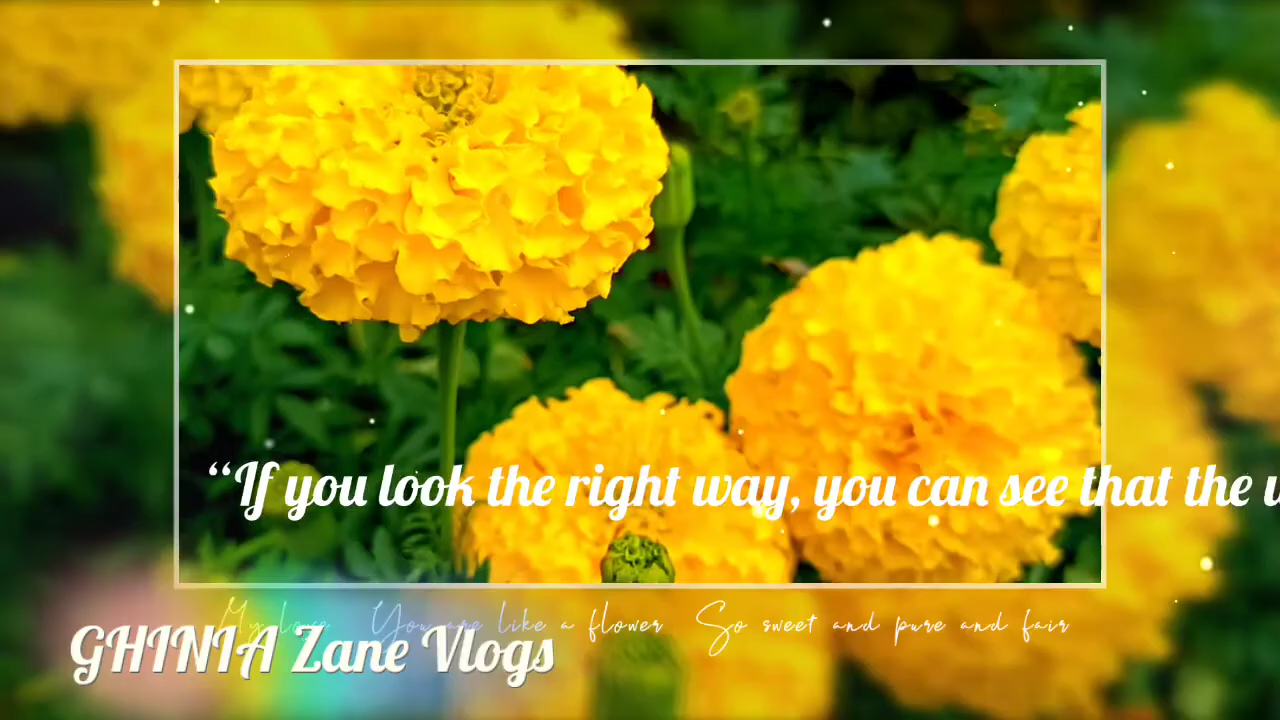 “If you look the right way, you can see that the
My love You are like a flower So sweet and pure and fair
GHINIA Zane Vlogs